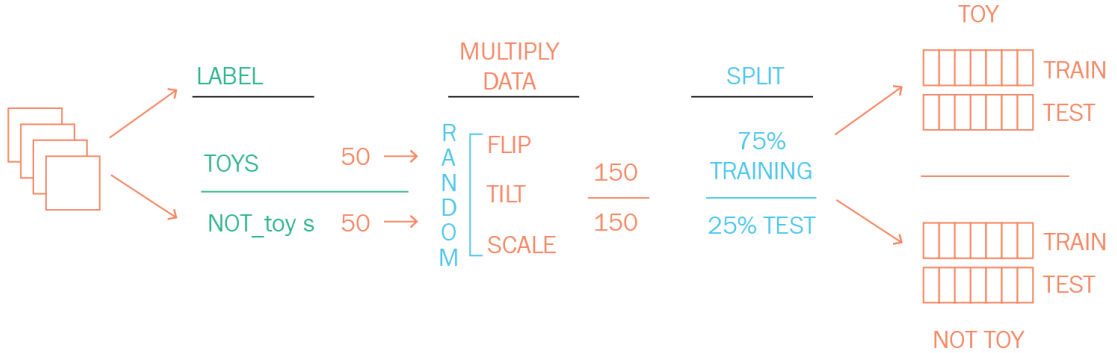 LABEL
TOYS
50
NOT_toy s
50
MULTIPLY
DATA
RANDOM
FLIP
TILT
SCALE
150
150
SPLIT
75%
TRAINING
25% TEST
TOY
TRAIN
TEST
TRAIN
TEST
NOT TOY